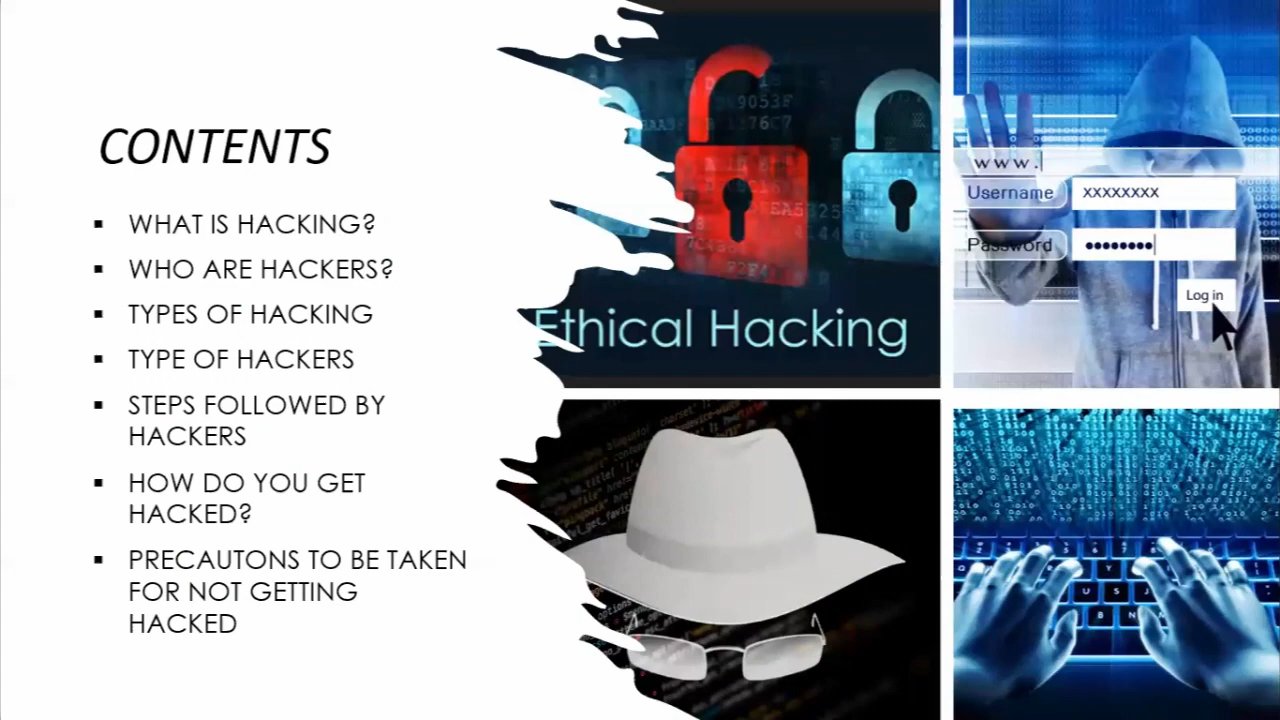 CONTENTS
▪ WHAT IS HACKING?
▪ WHO ARE HACKERS?
▪ TYPES OF HACKING
▪ TYPE OF HACKERS
▪ STEPS FOLLOWED BY
HACKERS
▪ HOW DO YOU GET
HACKED?
▪ PRECAUTONS TO BE TAKEN
FOR NOT GETTING
HACKED
Ethical Hacking
www.
Username XXXXXXXX
Password ••••••••
Log in